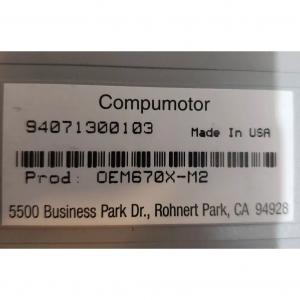 Compumotor
94071300103 Made In USA
Prod: OEM670X-M2
5500 Business Park Dr., Rohnert Park, CA 94928